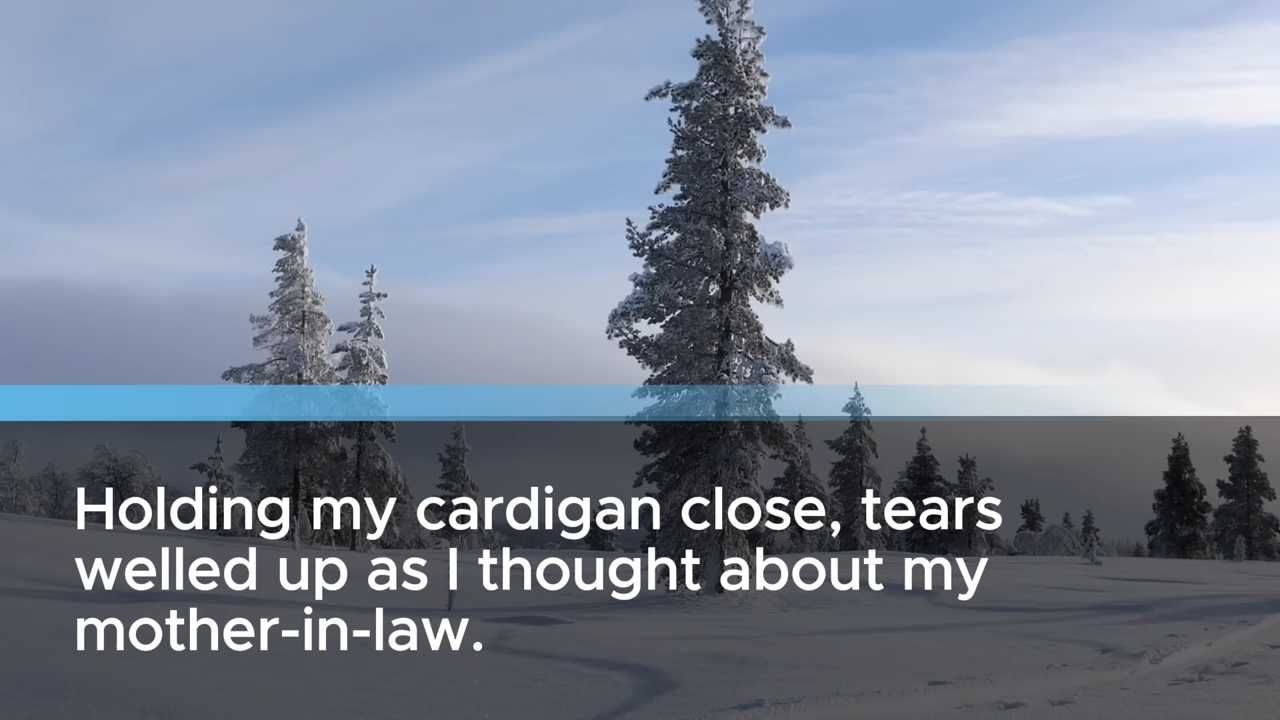 Holding my cardigan close, tears
welled up as I thought about my
mother-in-law.